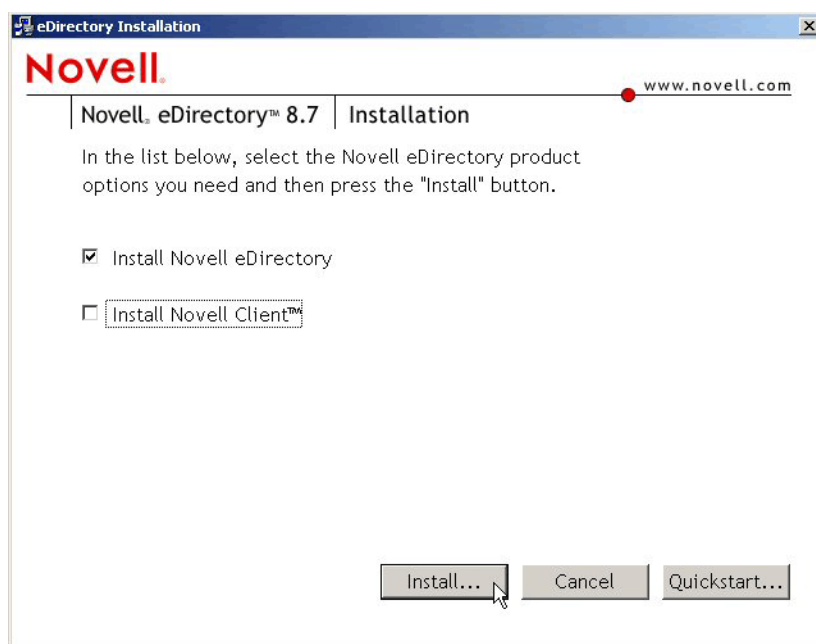 eDirectory Installation
Novell®
www.novell.com
Novell® eDirectory™ 8.7 Installation
In the list below, select the Novell eDirectory product
options you need and then press the "Install" button.
Install Novell eDirectory
Install Novell Client™
Install... Cancel Quickstart...